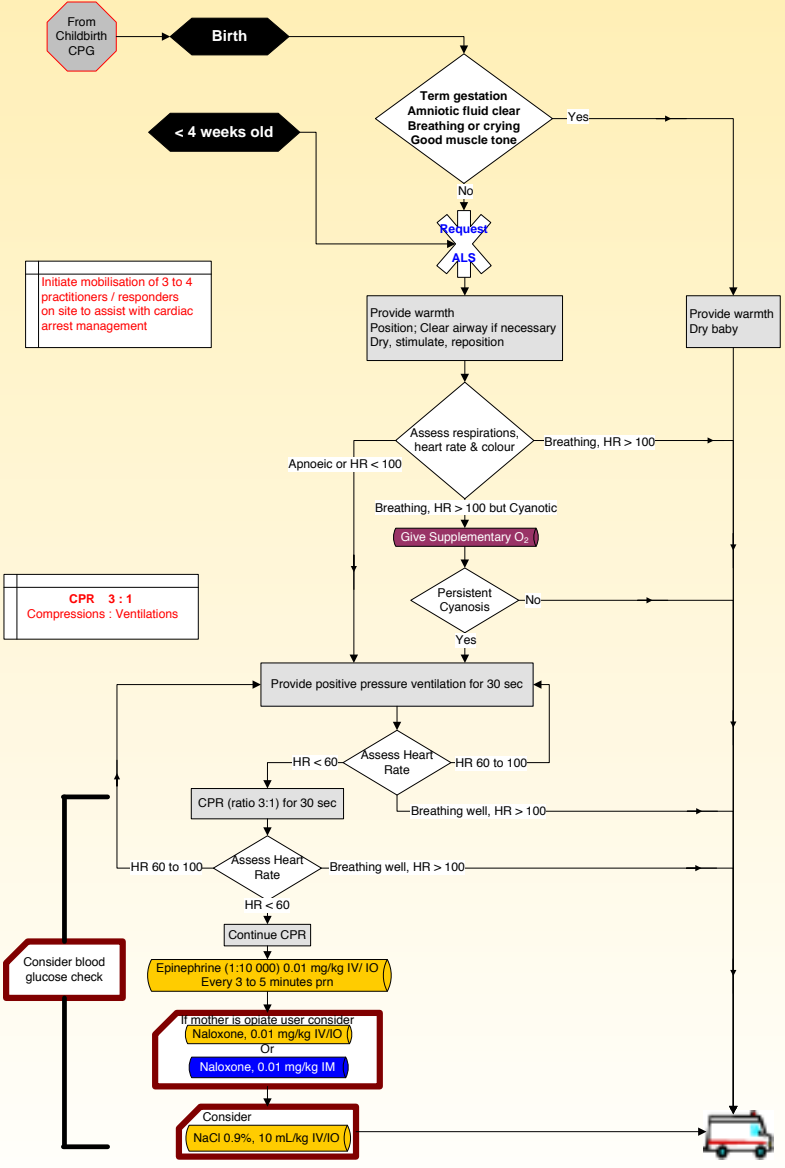 From
Childbirth
CPG
Birth
Term gestation
Amniotic fluid clear
Breathing or crying
Good muscle tone
Yes
< 4 weeks old
No
Request
ALS
Initiate mobilisation of 3 to 4
practitioners / responders
on site to assist with cardiac
arrest management
Provide warmth
Position; Clear airway if necessary
Dry, stimulate, reposition
Provide warmth
Dry baby
Assess respirations,
heart rate & colour
Breathing, HR > 100
Apnoeic or HR < 100
Breathing, HR > 100 but Cyanotic
Give Supplementary O₂
CPR 3 : 1
Compressions : Ventilations
Persistent
Cyanosis
No
Yes
Provide positive pressure ventilation for 30 sec
Assess Heart
Rate
HR < 60
HR 60 to 100
CPR (ratio 3:1) for 30 sec
Breathing well, HR > 100
Assess Heart
Rate
HR 60 to 100
Breathing well, HR > 100
HR < 60
Continue CPR
Consider blood
glucose check
Epinephrine (1:10 000) 0.01 mg/kg IV/ IO
Every 3 to 5 minutes prn
If mother is opiate user consider
Naloxone, 0.01 mg/kg IV/IO
Or
Naloxone, 0.01 mg/kg IM
Consider
NaCl 0.9%, 10 mL/kg IV/IO